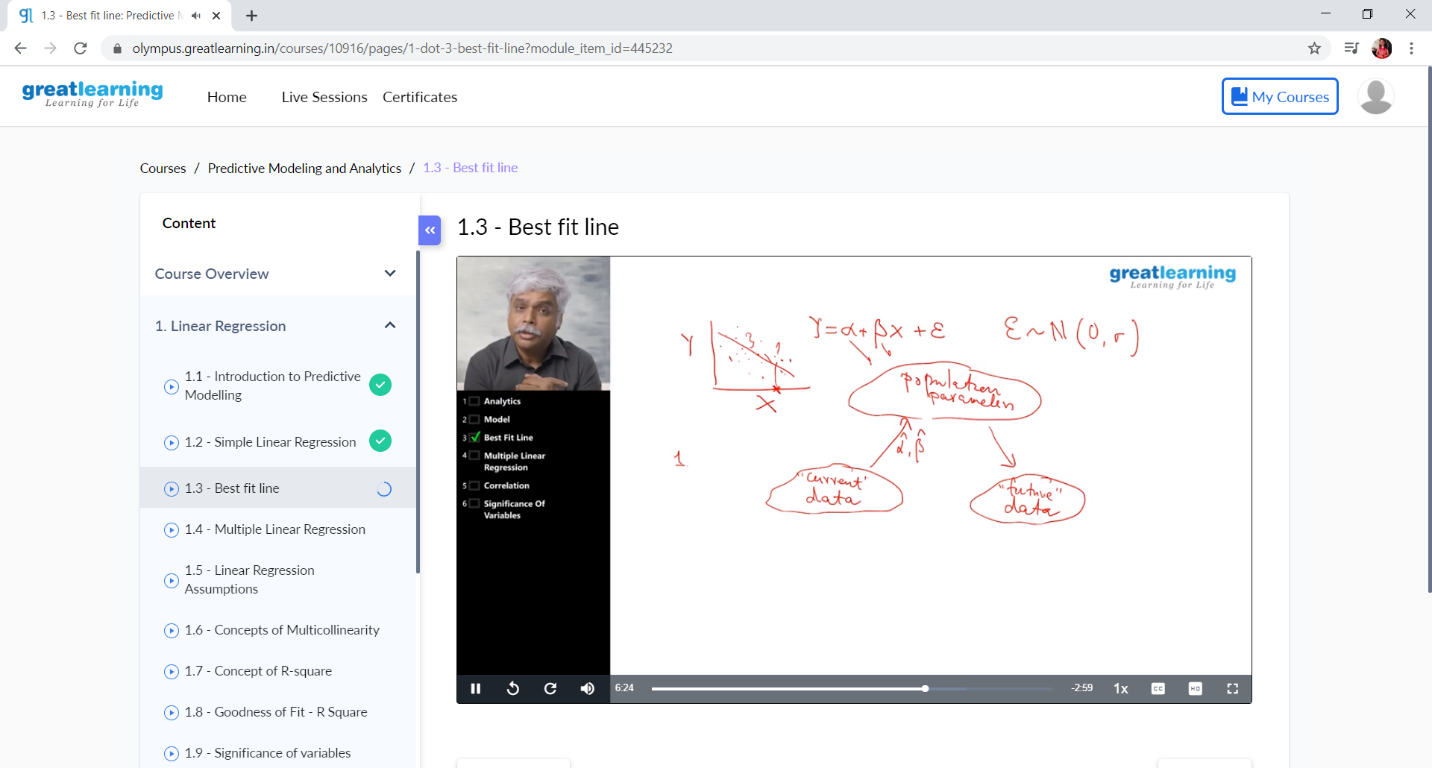 1.3 - Best fit line: Predictive M
olympus.greatlearning.in/courses/10916/pages/1-dot-3-best-fit-line?module_item_id=445232
greatlearning
Learning for Life
Home Live Sessions Certificates
My Courses
Courses / Predictive Modeling and Analytics / 1.3 - Best fit line
Content
Course Overview
1. Linear Regression
1.1 - Introduction to Predictive
Modelling
1.2 - Simple Linear Regression
1.3 - Best fit line
1.4 - Multiple Linear Regression
1.5 - Linear Regression
Assumptions
1.6 - Concepts of Multicollinearity
1.7 - Concept of R-square
1.8 - Goodness of Fit - R Square
1.9 - Significance of variables
1.3 - Best fit line
greatlearning
Learning for Life
1 Analytics
2 Model
3 Best Fit Line
4 Multiple Linear
Regression
5 Correlation
6 Significance Of
Variables
Y
X
Y=α+βx+ε
ε~N(0,σ)
population
parameters
α̂,β̂
1
"current"
data
"future"
data
6:24
-2:59
1x
CC
HD